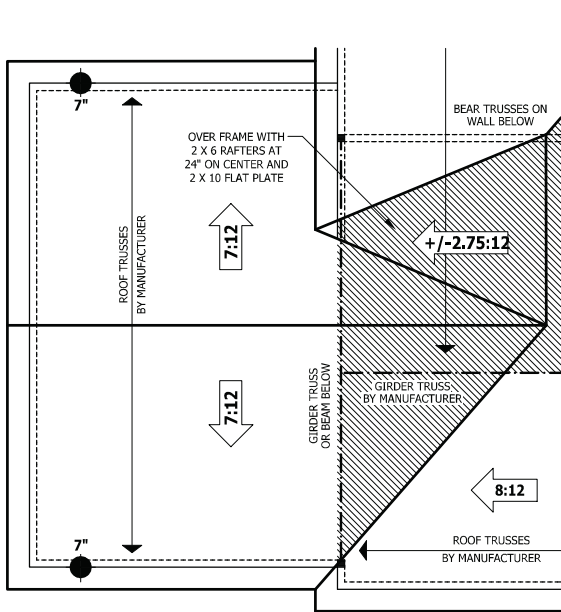 7"
BEAR TRUSSES ON
WALL BELOW
OVER FRAME WITH
2 X 6 RAFTERS AT
24" ON CENTER AND
2 X 10 FLAT PLATE
ROOF TRUSSES
BY MANUFACTURER
7:12
+/-2.75:12
7:12
GIRDER TRUSS
OR BEAM BELOW
GIRDER TRUSS
BY MANUFACTURER
8:12
7"
ROOF TRUSSES
BY MANUFACTURER